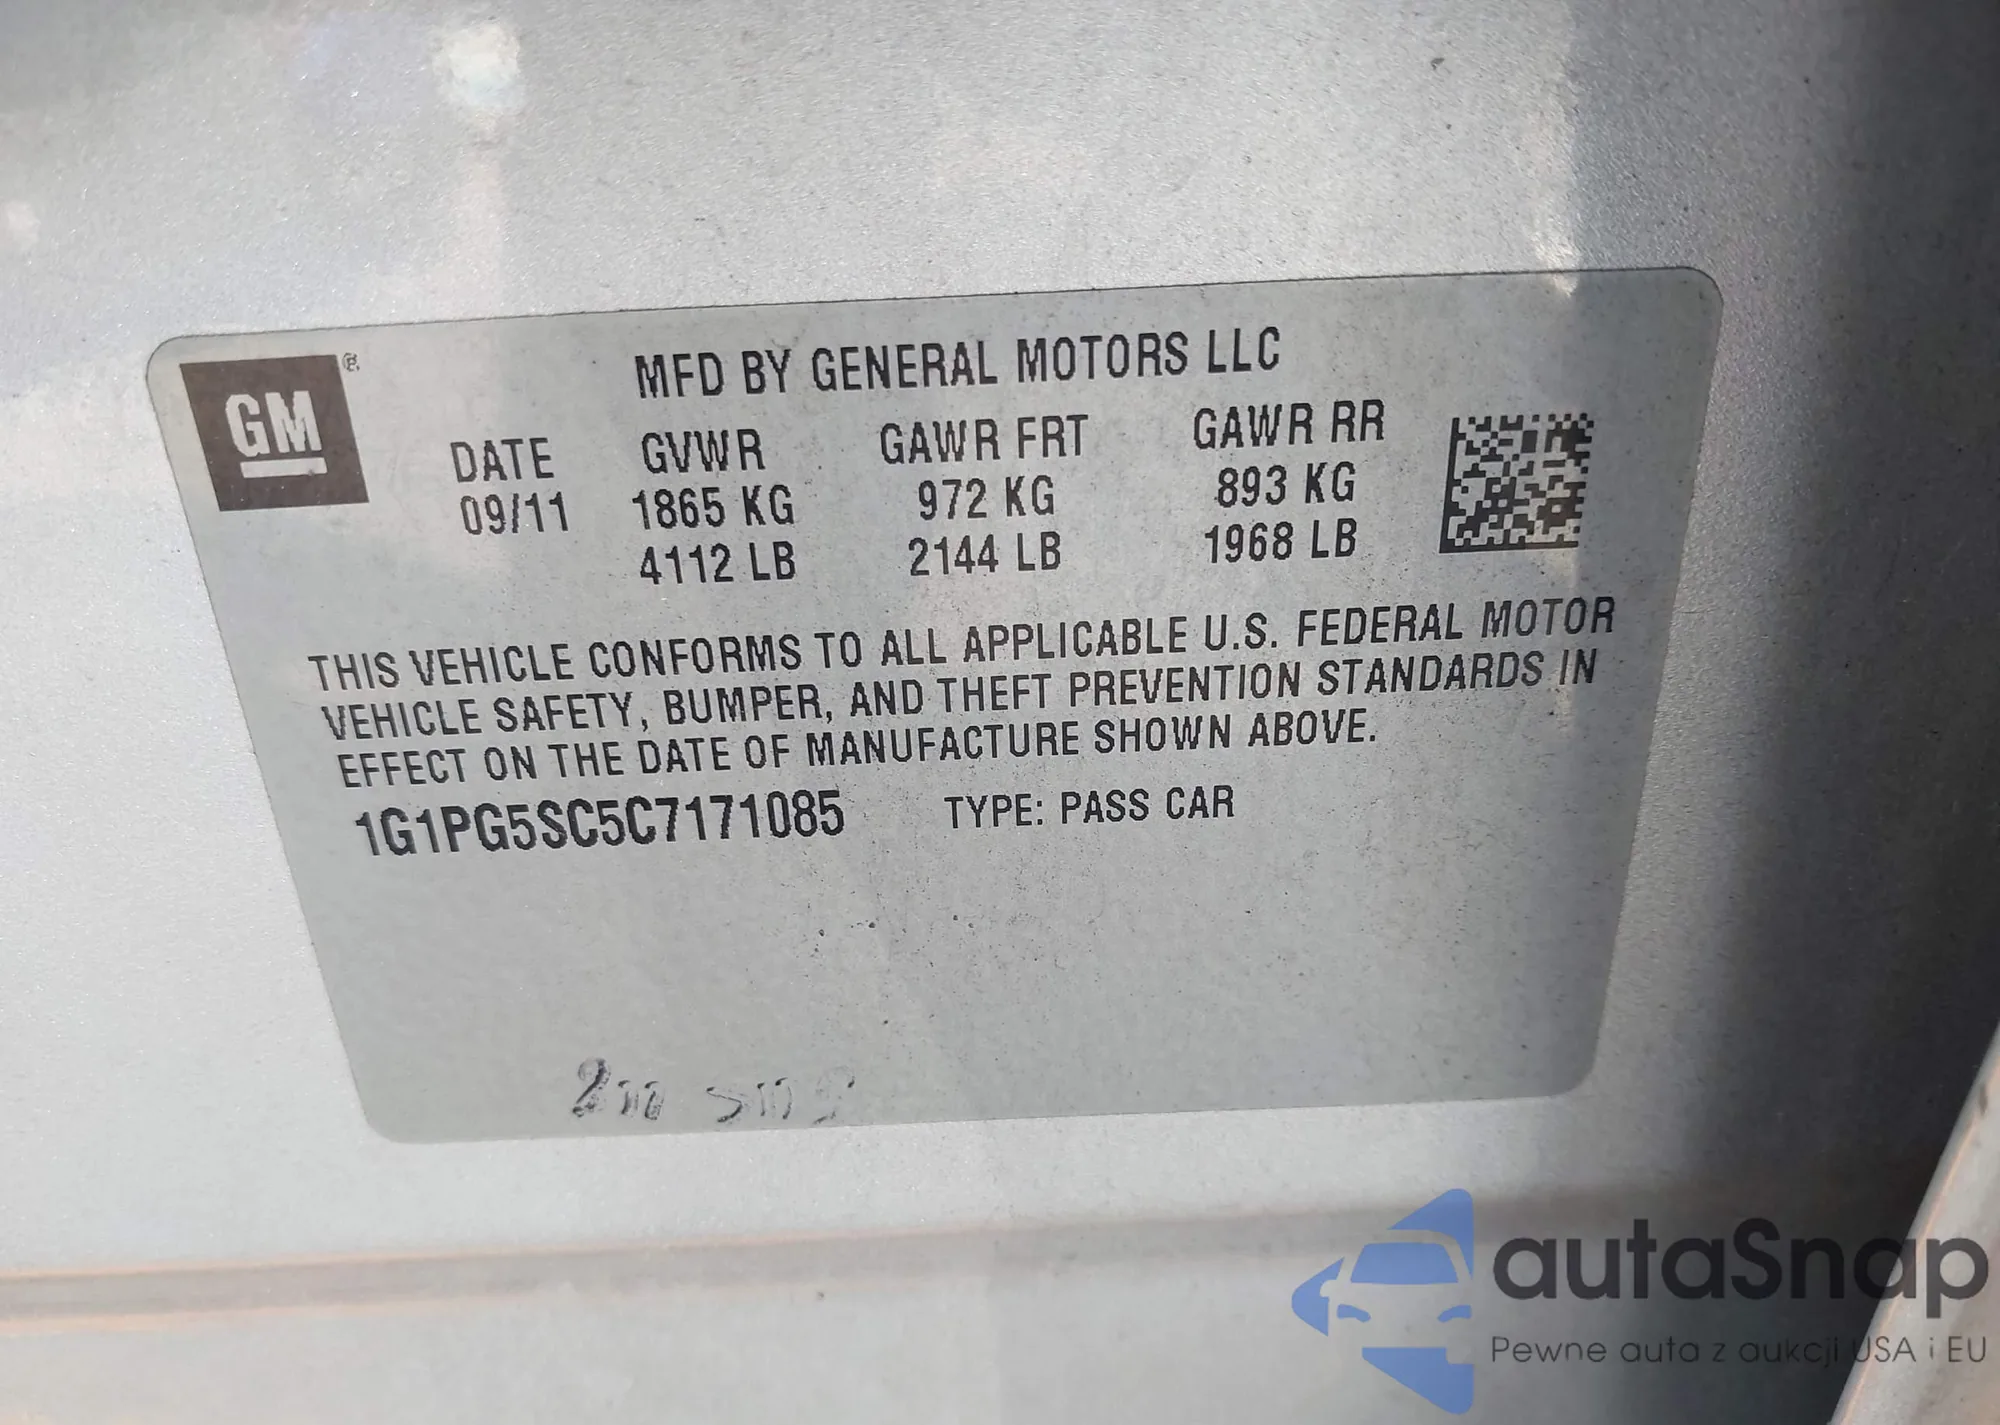 GM
MFD BY GENERAL MOTORS LLC
DATE GVWR GAWR FRT GAWR RR
09/11 1865 KG 972 KG 893 KG
4112 LB 2144 LB 1968 LB
THIS VEHICLE CONFORMS TO ALL APPLICABLE U.S. FEDERAL MOTOR
VEHICLE SAFETY, BUMPER, AND THEFT PREVENTION STANDARDS IN
EFFECT ON THE DATE OF MANUFACTURE SHOWN ABOVE.
1G1PG5SC5C7171085 TYPE: PASS CAR
autaSnap
Pewne auta z aukcji USA i EU